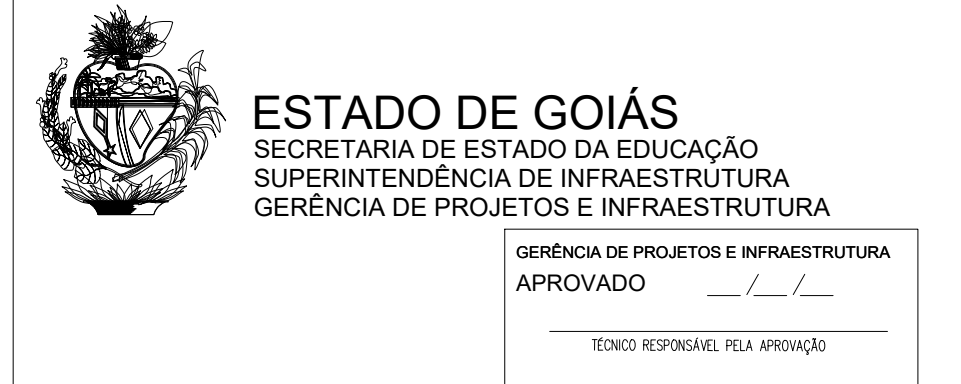 ESTADO DE GOIÁS
SECRETARIA DE ESTADO DA EDUCAÇÃO
SUPERINTENDÊNCIA DE INFRAESTRUTURA
GERÊNCIA DE PROJETOS E INFRAESTRUTURA
GERÊNCIA DE PROJETOS E INFRAESTRUTURA
APROVADO ___ /___ /___
TÉCNICO RESPONSÁVEL PELA APROVAÇÃO